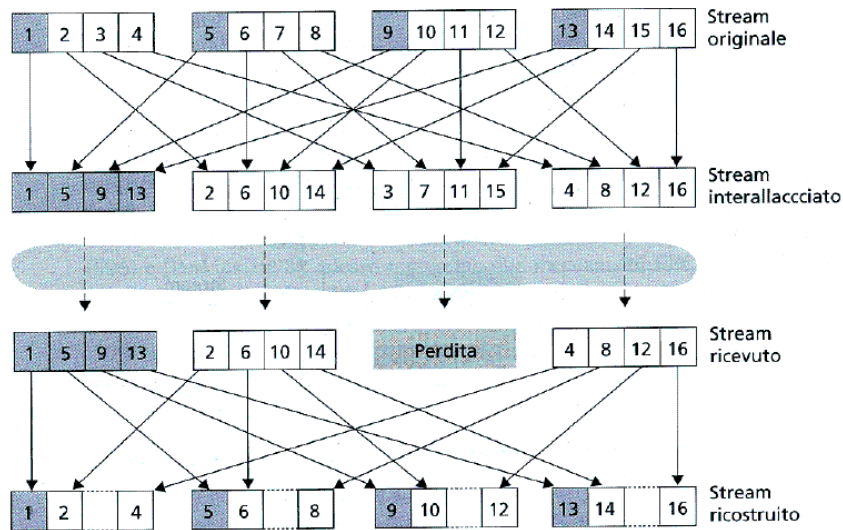 1 2 3 4 5 6 7 8 9 10 11 12 13 14 15 16 Stream originale
1 5 9 13 2 6 10 14 3 7 11 15 4 8 12 16 Stream interallaccciato
1 5 9 13 2 6 10 14 Perdita 4 8 12 16 Stream ricevuto
1 2 4 5 6 8 9 10 12 13 14 16 Stream ricostruito